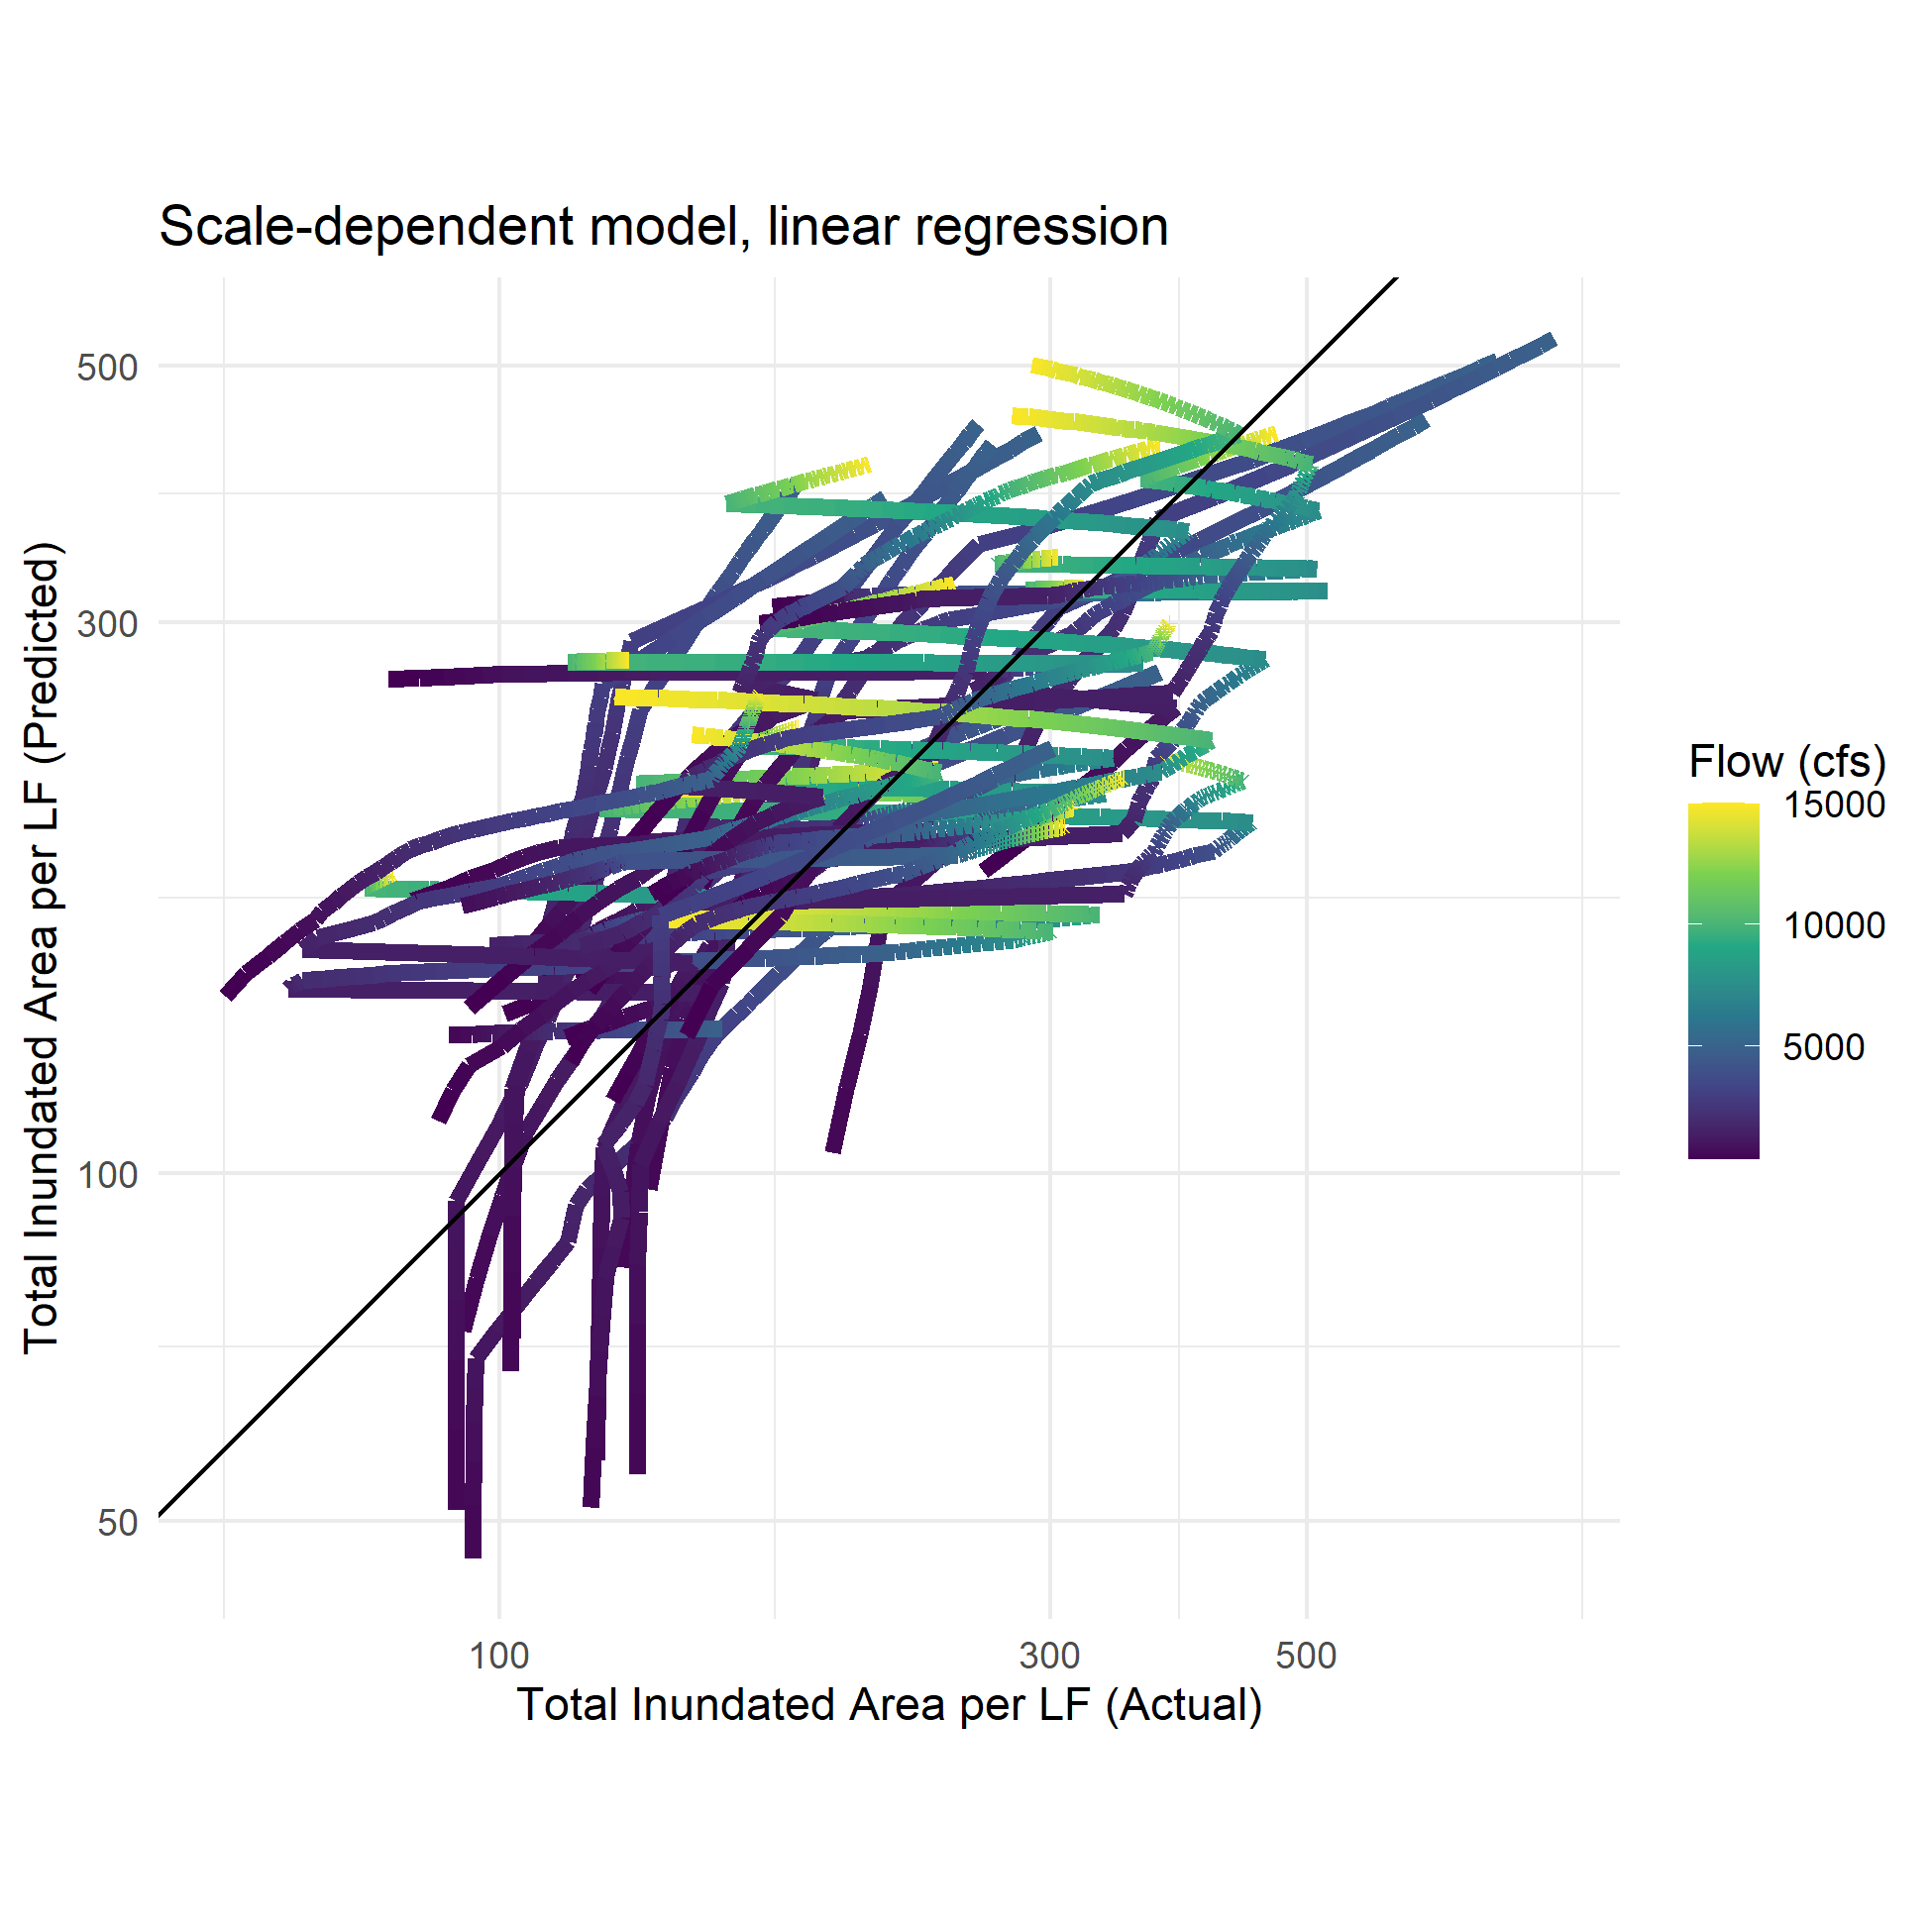 Scale-dependent model, linear regression
Total Inundated Area per LF (Predicted)
500
300
100
50
100
300
500
Total Inundated Area per LF (Actual)
Flow (cfs)
15000
10000
5000